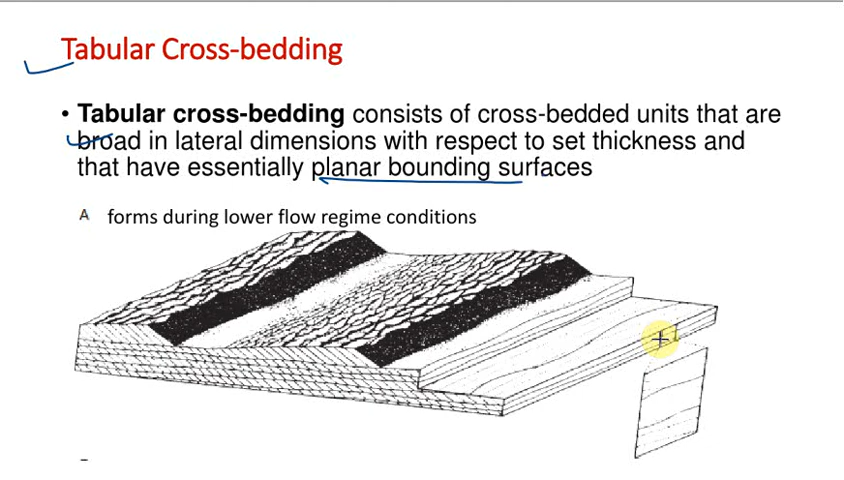 Tabular Cross-bedding
• Tabular cross-bedding consists of cross-bedded units that are
broad in lateral dimensions with respect to set thickness and
that have essentially planar bounding surfaces
A forms during lower flow regime conditions